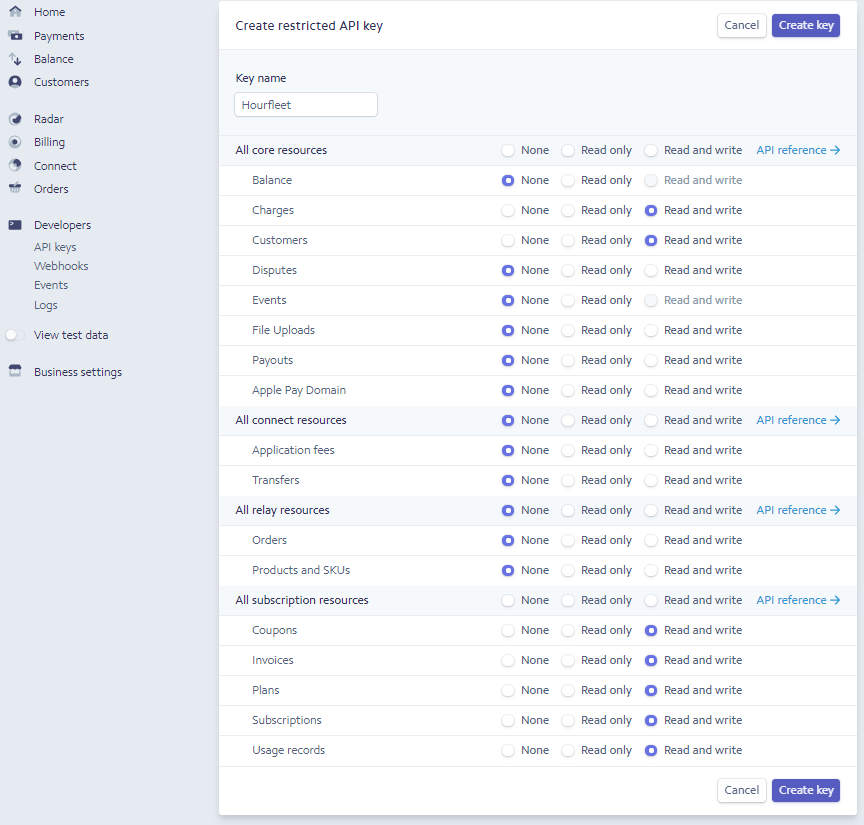 Home
Payments
Balance
Customers
Radar
Billing
Connect
Orders
Developers
API keys
Webhooks
Events
Logs
View test data
Business settings
Create restricted API key
Cancel
Create key
Key name
Hourfleet
All core resources None Read only Read and write API reference →
Balance None Read only Read and write
Charges None Read only Read and write
Customers None Read only Read and write
Disputes None Read only Read and write
Events None Read only Read and write
File Uploads None Read only Read and write
Payouts None Read only Read and write
Apple Pay Domain None Read only Read and write
All connect resources None Read only Read and write API reference →
Application fees None Read only Read and write
Transfers None Read only Read and write
All relay resources None Read only Read and write API reference →
Orders None Read only Read and write
Products and SKUs None Read only Read and write
All subscription resources None Read only Read and write API reference →
Coupons None Read only Read and write
Invoices None Read only Read and write
Plans None Read only Read and write
Subscriptions None Read only Read and write
Usage records None Read only Read and write
Cancel
Create key